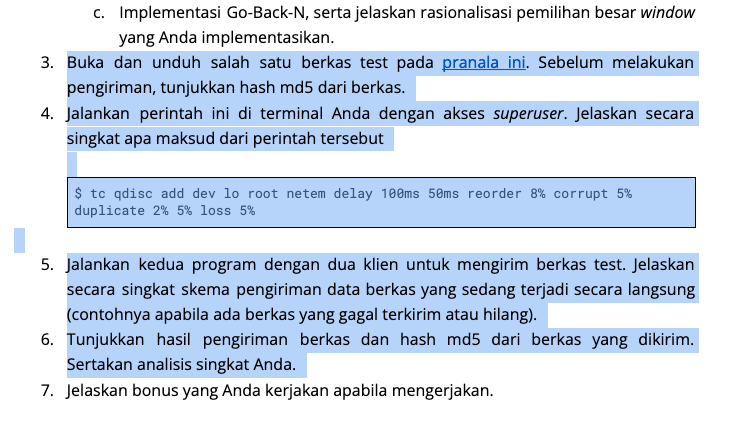 c. Implementasi Go-Back-N, serta jelaskan rasionalisasi pemilihan besar window
yang Anda implementasikan.
3. Buka dan unduh salah satu berkas test pada pranala ini. Sebelum melakukan
pengiriman, tunjukkan hash md5 dari berkas.
4. Jalankan perintah ini di terminal Anda dengan akses superuser. Jelaskan secara
singkat apa maksud dari perintah tersebut
$ tc qdisc add dev lo root netem delay 100ms 50ms reorder 8% corrupt 5%
duplicate 2% 5% loss 5%
5. Jalankan kedua program dengan dua klien untuk mengirim berkas test. Jelaskan
secara singkat skema pengiriman data berkas yang sedang terjadi secara langsung
(contohnya apabila ada berkas yang gagal terkirim atau hilang).
6. Tunjukkan hasil pengiriman berkas dan hash md5 dari berkas yang dikirim.
Sertakan analisis singkat Anda.
7. Jelaskan bonus yang Anda kerjakan apabila mengerjakan.